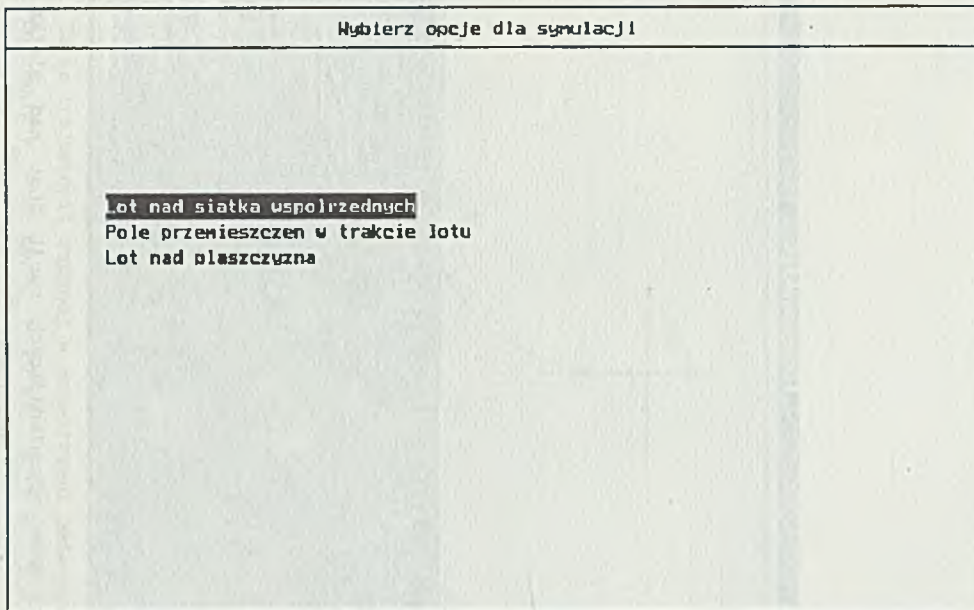 Wybierz opcje dla symulacji
Lot nad siatka wspolrzednych
Pole przemieszczen w trakcie lotu
Lot nad plaszczyzna